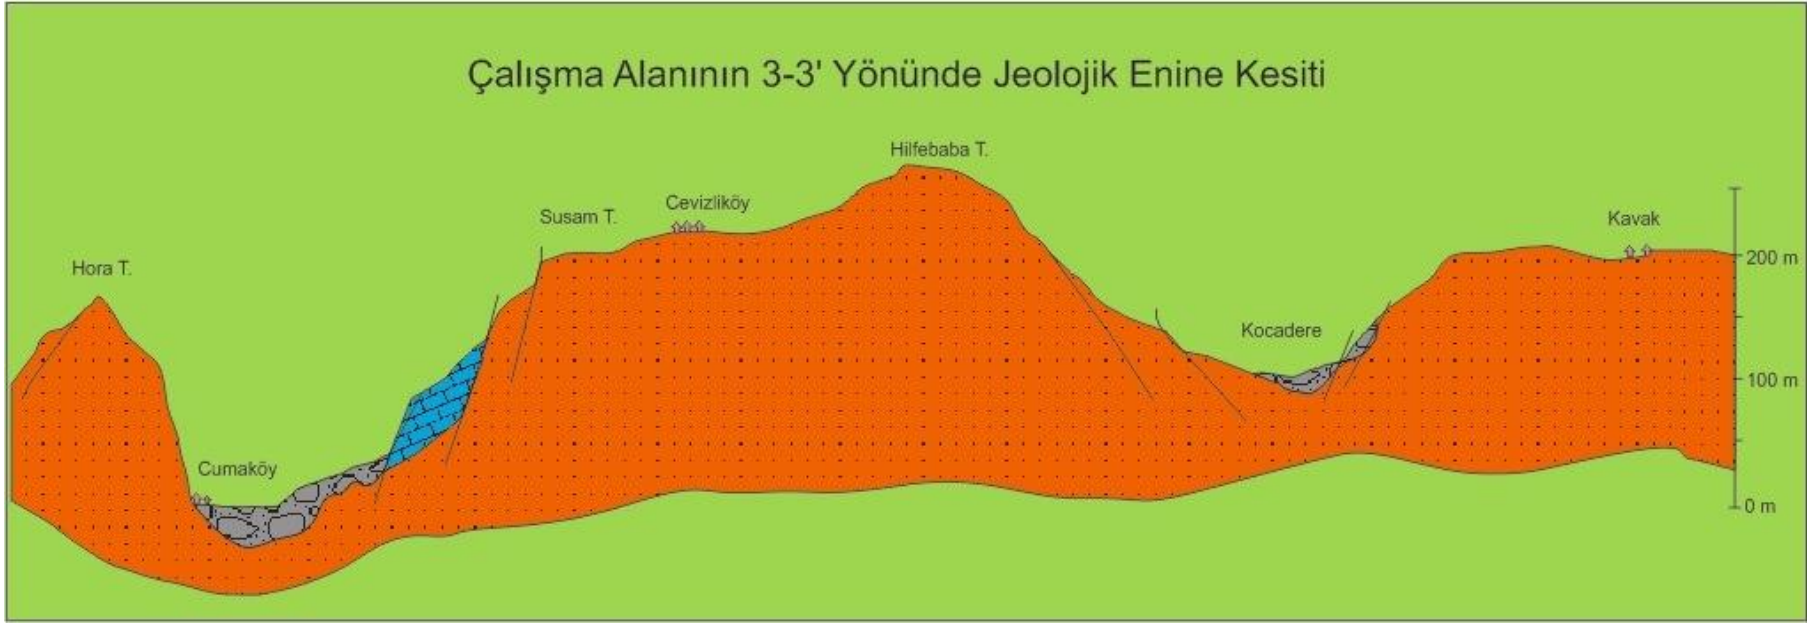 Çalışma Alanının 3-3' Yönünde Jeolojik Enine Kesiti
Hilfebaba T.
Cevizliköy
Susam T.
Kavak
Hora T.
200 m
Kocadere
100 m
Cumaköy
0 m